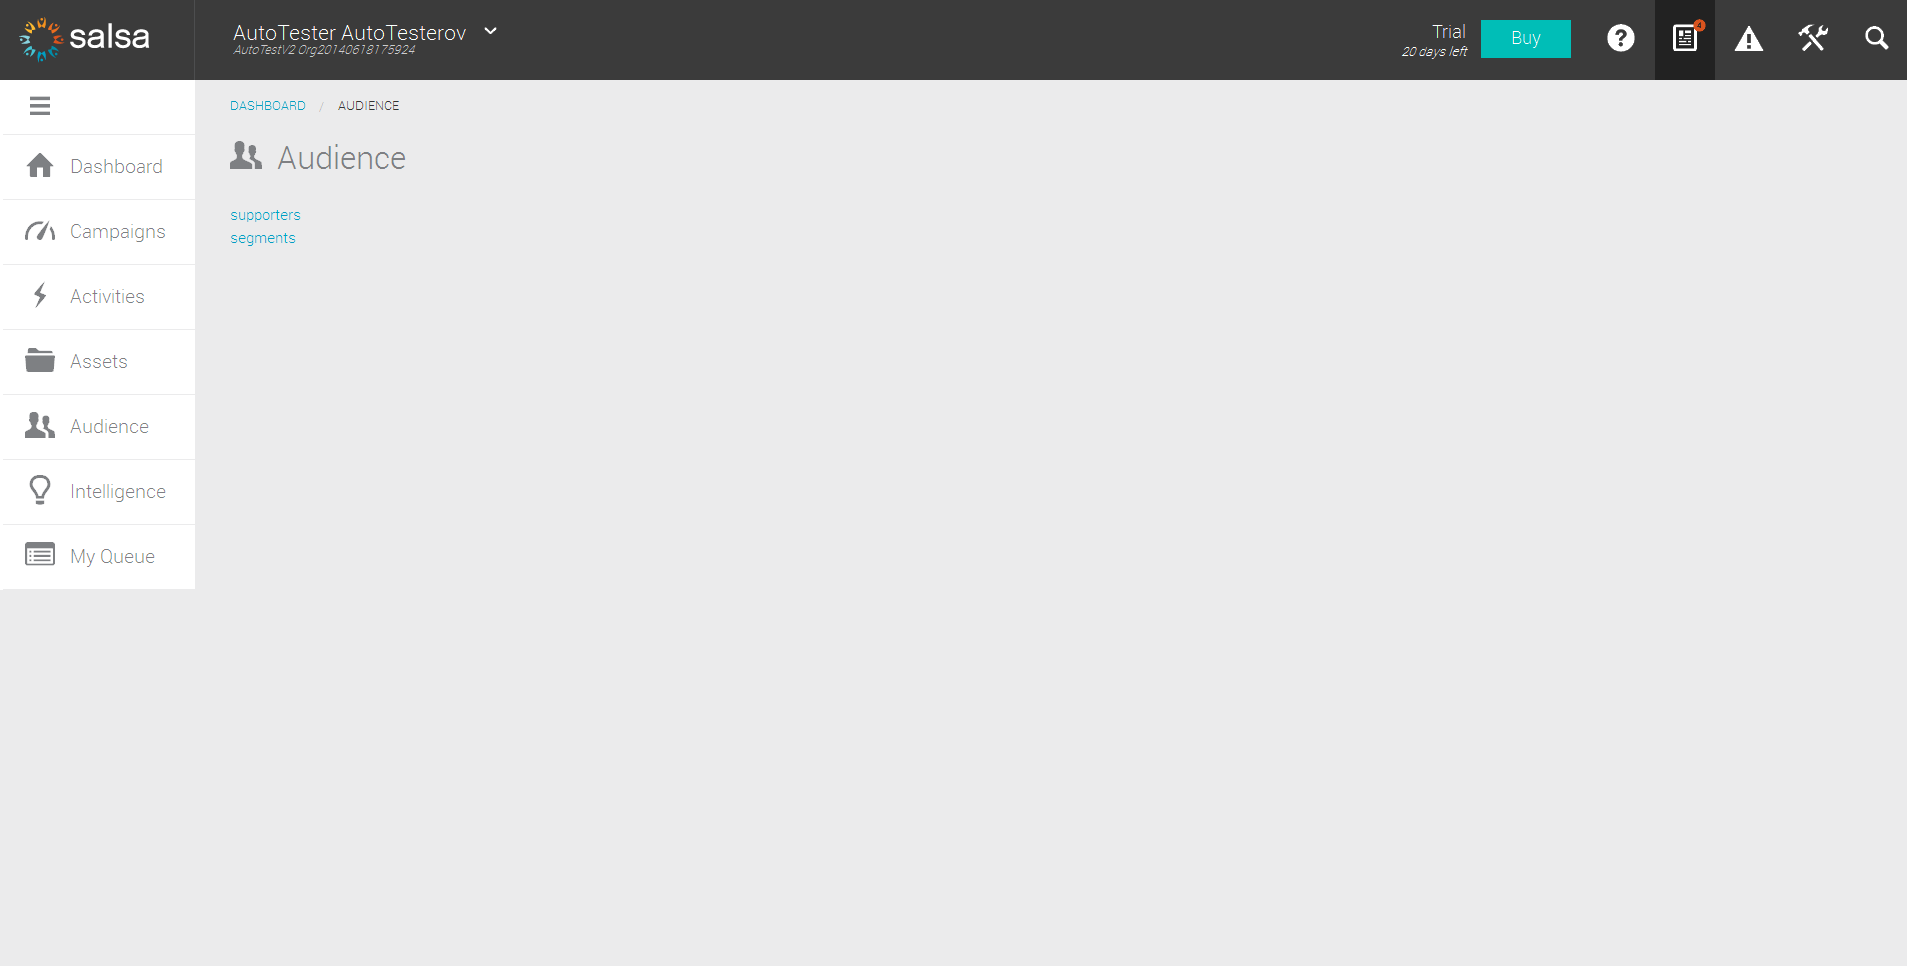 salsa
AutoTester AutoTesterov
AutoTestV2 Org20140618175924
Trial
20 days left
Buy
4
DASHBOARD / AUDIENCE
Audience
supporters
segments
Dashboard
Campaigns
Activities
Assets
Audience
Intelligence
My Queue